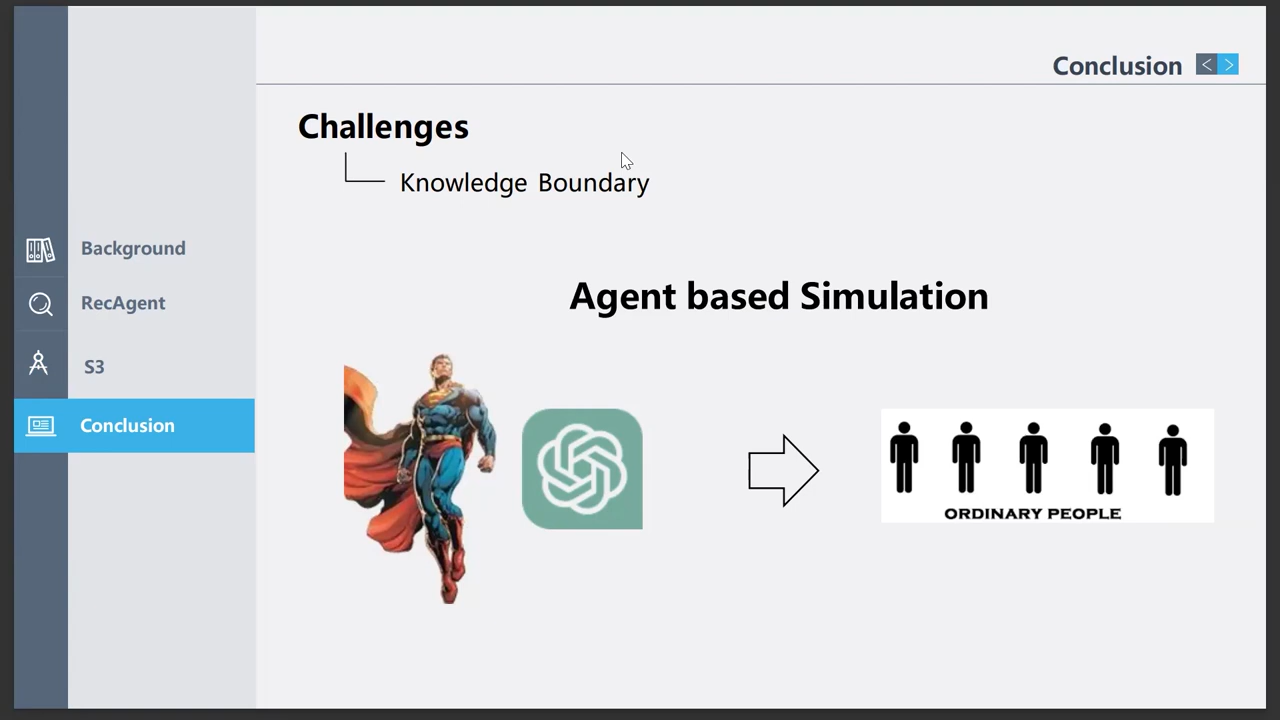 Conclusion
Challenges
Knowledge Boundary
Background
RecAgent
S3
Conclusion
Agent based Simulation
ORDINARY PEOPLE